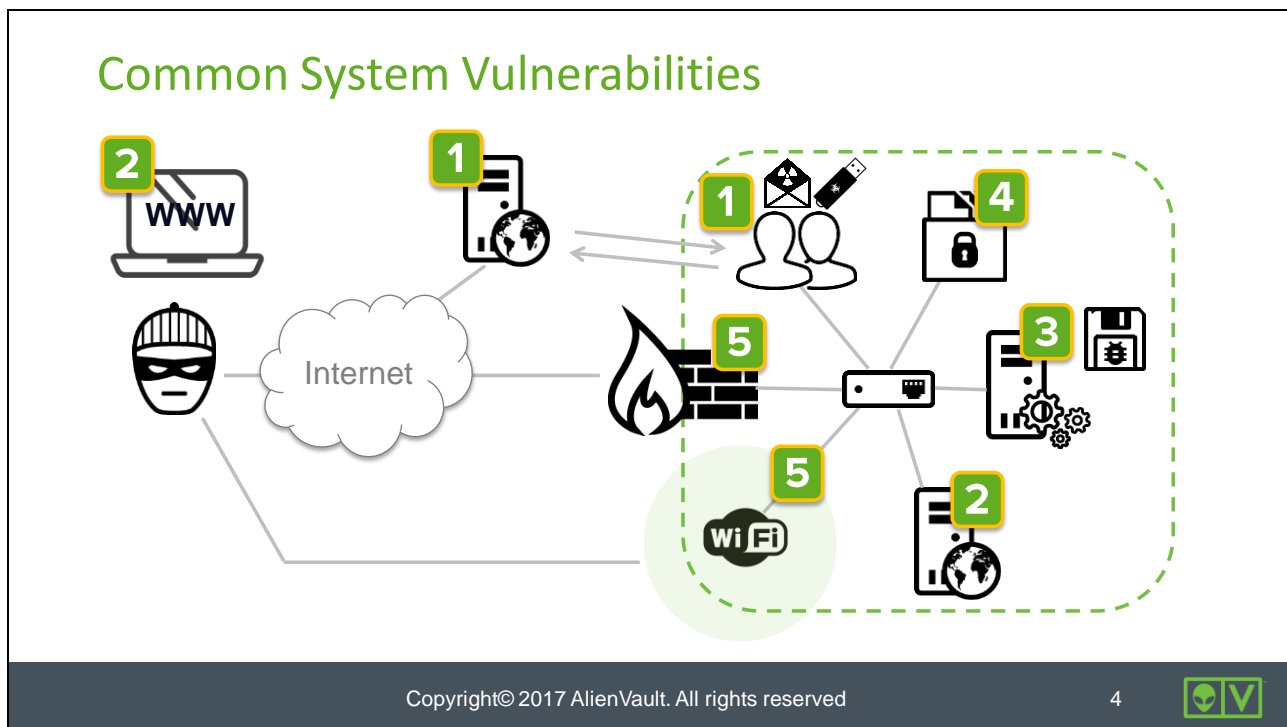 Common System Vulnerabilities
2
WWW
1
1
4
Internet
5
3
5
WiFi
2
Copyright© 2017 AlienVault. All rights reserved
4
V